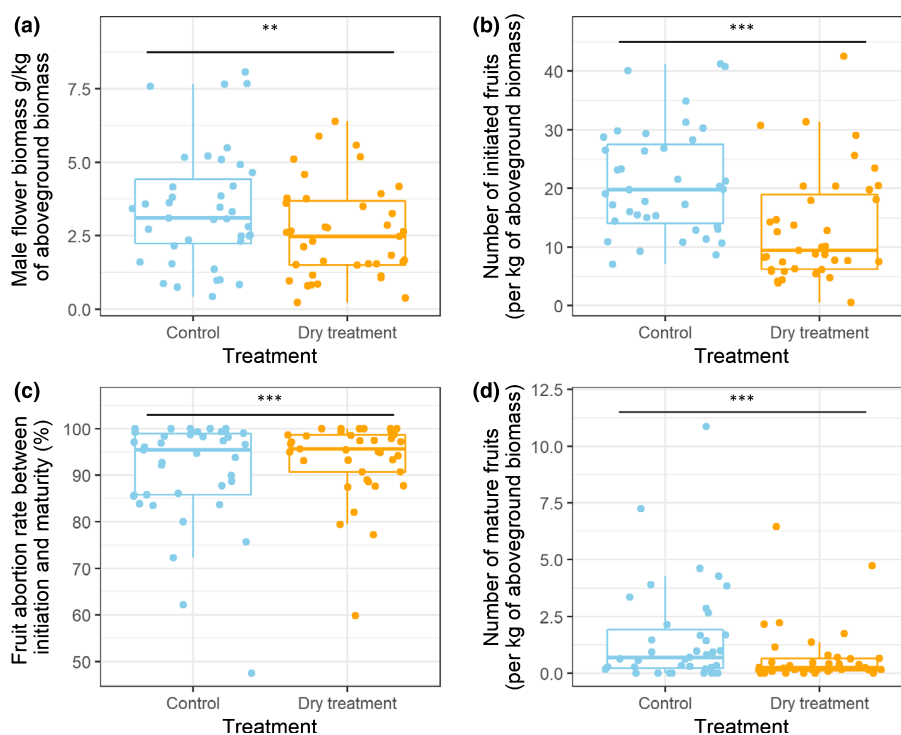 (a)
**
Male flower biomass g/kg
of aboveground biomass
7.5
5.0
2.5
0.0
Control
Dry treatment
Treatment
(b)
***
Number of initiated fruits
(per kg of aboveground biomass)
40
30
20
10
0
Control
Dry treatment
Treatment
(c)
***
Fruit abortion rate between
initiation and maturity (%)
100
90
80
70
60
50
Control
Dry treatment
Treatment
(d)
***
Number of mature fruits
(per kg of aboveground biomass)
12.5
10.0
7.5
5.0
2.5
0.0
Control
Dry treatment
Treatment